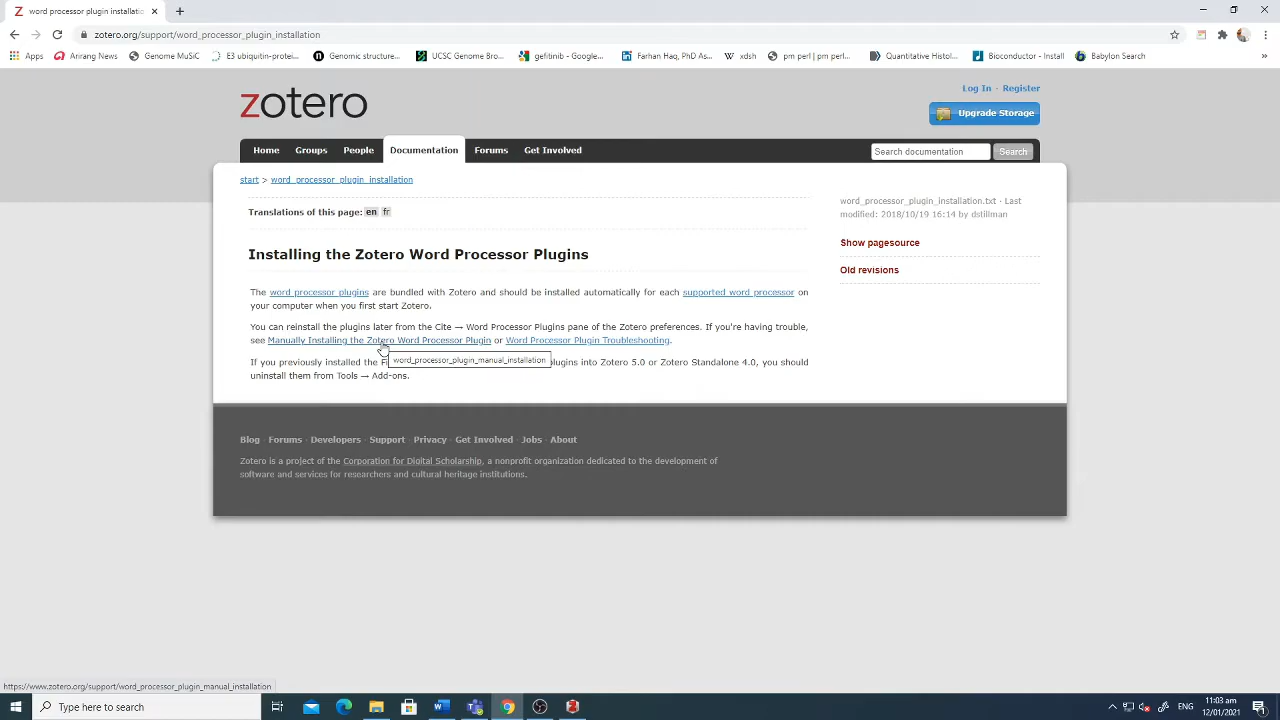 word processor plugin installatio
zotero.org/support/word_processor_plugin_installation
Apps
Arirang News
Genome MuSiC
E3 ubiquitin-protei...
Genomic structure...
UCSC Genome Brow...
gefitinib - Google...
Farhan Haq, PhD As...
xdsh
pm perl | pm perl...
Quantitative Histol...
Bioconductor - Install
Babylon Search
»
zotero
Log In · Register
Upgrade Storage
Home
Groups
People
Documentation
Forums
Get Involved
Search documentation
Search
start > word_processor_plugin_installation
Translations of this page: en fr
word_processor_plugin_installation.txt · Last
modified: 2018/10/19 16:14 by dstillman
Show pagesource
Old revisions
Installing the Zotero Word Processor Plugins
The word processor plugins are bundled with Zotero and should be installed automatically for each supported word processor on
your computer when you first start Zotero.
You can reinstall the plugins later from the Cite → Word Processor Plugins pane of the Zotero preferences. If you're having trouble,
see Manually Installing the Zotero Word Processor Plugin or Word Processor Plugin Troubleshooting.
word_processor_plugin_manual_installation
If you previously installed the Fi plugins into Zotero 5.0 or Zotero Standalone 4.0, you should
uninstall them from Tools → Add-ons.
Blog · Forums · Developers · Support · Privacy · Get Involved · Jobs · About
Zotero is a project of the Corporation for Digital Scholarship, a nonprofit organization dedicated to the development of
software and services for researchers and cultural heritage institutions.
https://www.zotero.org/support/word_processor_plugin_manual_installation
Type here to search
ENG
11:03 am
12/01/2021